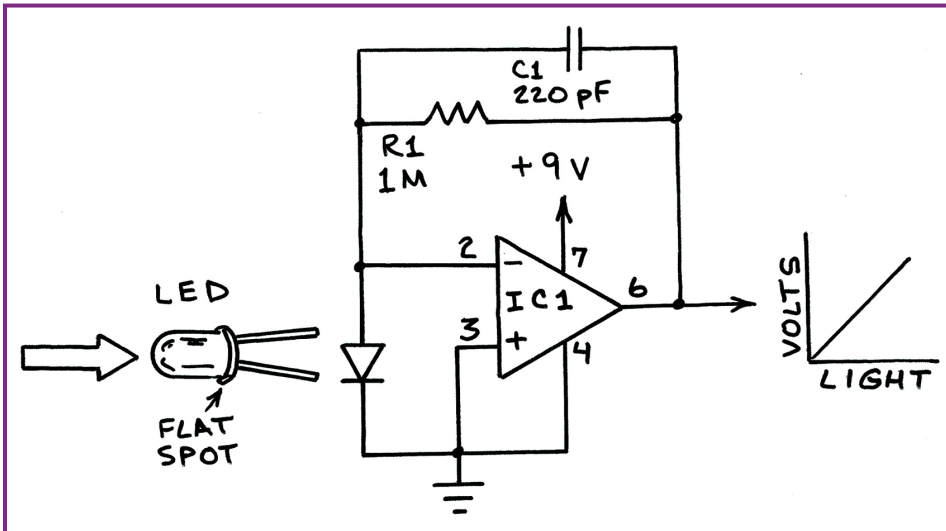 C1
220 pF
R1
1M
+9V
2
7
-
IC1
6
3
+
4
LED
FLAT
SPOT
VOLTS
LIGHT